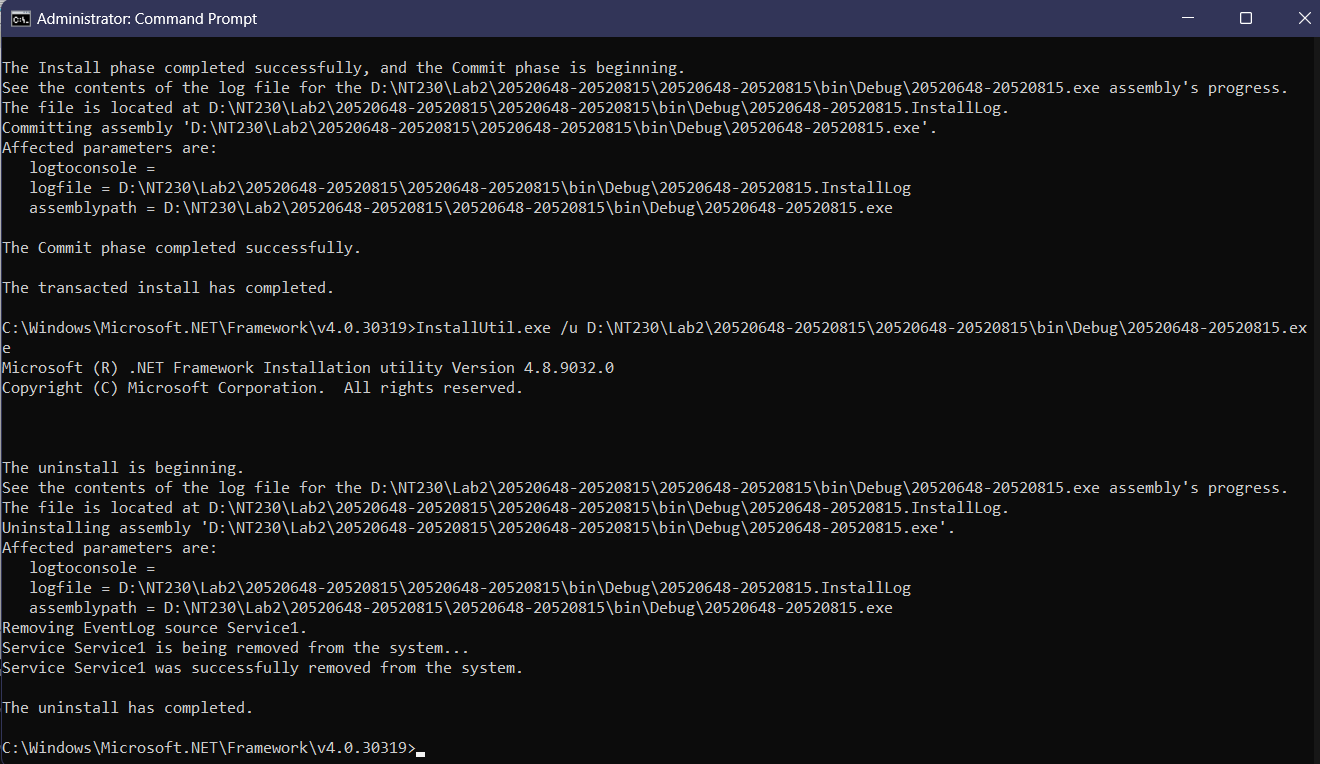 Administrator: Command Prompt
The Install phase completed successfully, and the Commit phase is beginning.
See the contents of the log file for the D:\NT230\Lab2\20520648-20520815\20520648-20520815\bin\Debug\20520648-20520815.exe assembly's progress.
The file is located at D:\NT230\Lab2\20520648-20520815\20520648-20520815\bin\Debug\20520648-20520815.InstallLog.
Committing assembly 'D:\NT230\Lab2\20520648-20520815\20520648-20520815\bin\Debug\20520648-20520815.exe'.
Affected parameters are:
   logtoconsole =
   logfile = D:\NT230\Lab2\20520648-20520815\20520648-20520815\bin\Debug\20520648-20520815.InstallLog
   assemblypath = D:\NT230\Lab2\20520648-20520815\20520648-20520815\bin\Debug\20520648-20520815.exe
The Commit phase completed successfully.
The transacted install has completed.
C:\Windows\Microsoft.NET\Framework\v4.0.30319>InstallUtil.exe /u D:\NT230\Lab2\20520648-20520815\20520648-20520815\bin\Debug\20520648-20520815.ex
e
Microsoft (R) .NET Framework Installation utility Version 4.8.9032.0
Copyright (C) Microsoft Corporation.  All rights reserved.
The uninstall is beginning.
See the contents of the log file for the D:\NT230\Lab2\20520648-20520815\20520648-20520815\bin\Debug\20520648-20520815.exe assembly's progress.
The file is located at D:\NT230\Lab2\20520648-20520815\20520648-20520815\bin\Debug\20520648-20520815.InstallLog.
Uninstalling assembly 'D:\NT230\Lab2\20520648-20520815\20520648-20520815\bin\Debug\20520648-20520815.exe'.
Affected parameters are:
   logtoconsole =
   logfile = D:\NT230\Lab2\20520648-20520815\20520648-20520815\bin\Debug\20520648-20520815.InstallLog
   assemblypath = D:\NT230\Lab2\20520648-20520815\20520648-20520815\bin\Debug\20520648-20520815.exe
Removing EventLog source Service1.
Service Service1 is being removed from the system...
Service Service1 was successfully removed from the system.
The uninstall has completed.
C:\Windows\Microsoft.NET\Framework\v4.0.30319>